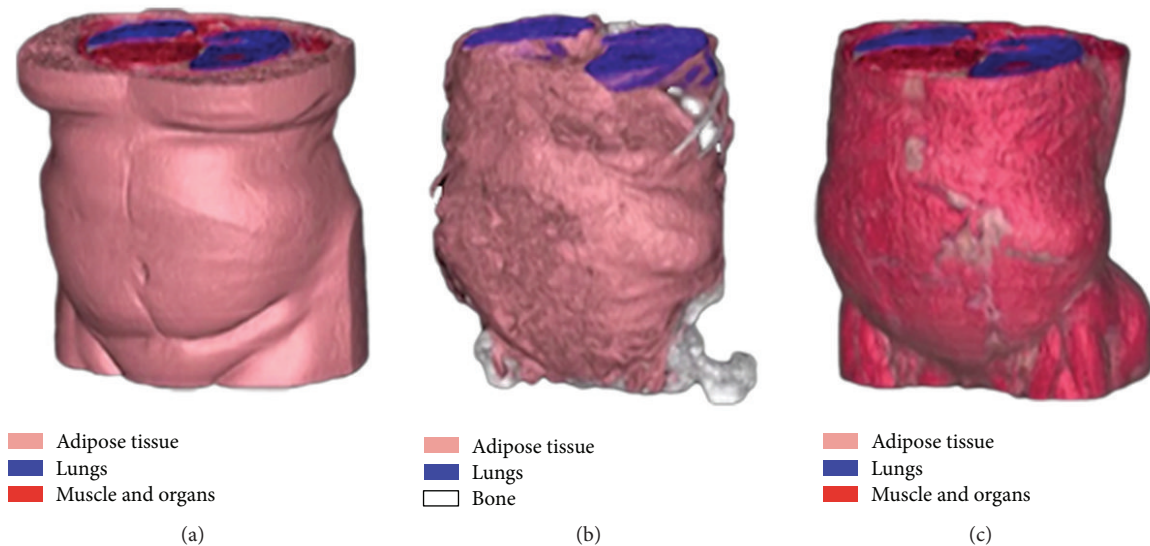 Adipose tissue
Lungs
Muscle and organs
(a)
Adipose tissue
Lungs
Bone
(b)
Adipose tissue
Lungs
Muscle and organs
(c)